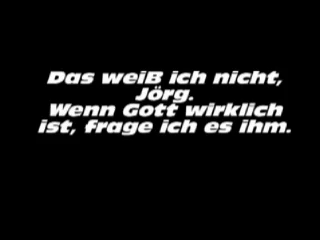 Das weiß ich nicht,
Jörg.
Wenn Gott wirklich
ist, frage ich es ihm.